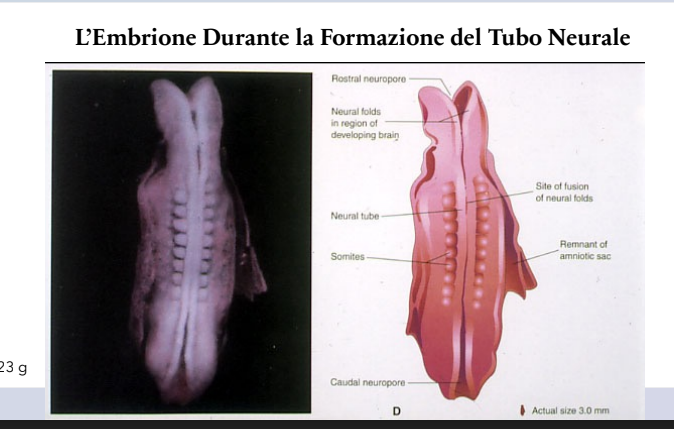 L’Embrione Durante la Formazione del Tubo Neurale
Rostral neuropore
Neural folds
in region of
developing brain
Site of fusion
of neural folds
Neural tube
Somites
Remnant of
amniotic sac
23 g
Caudal neuropore
D
Actual size 3.0 mm